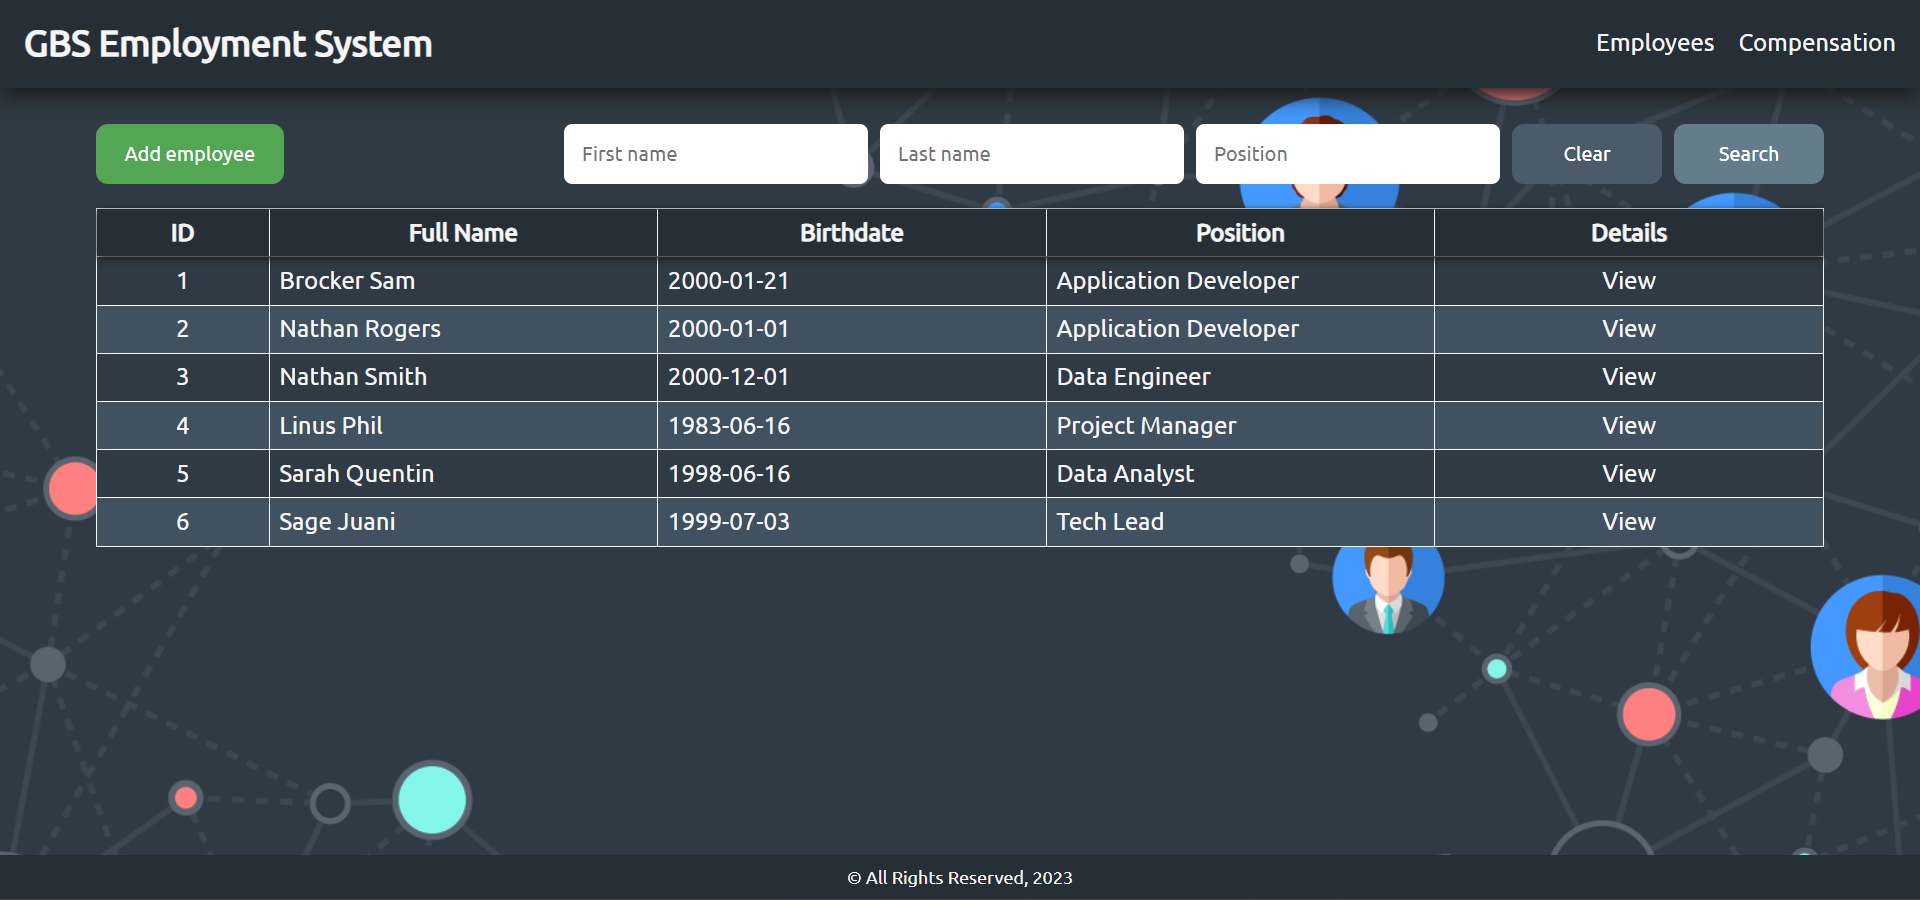 GBS Employment System
Employees Compensation
Add employee First name Last name Position Clear Search
ID Full Name Birthdate Position Details
1 Brocker Sam 2000-01-21 Application Developer View
2 Nathan Rogers 2000-01-01 Application Developer View
3 Nathan Smith 2000-12-01 Data Engineer View
4 Linus Phil 1983-06-16 Project Manager View
5 Sarah Quentin 1998-06-16 Data Analyst View
6 Sage Juani 1999-07-03 Tech Lead View
© All Rights Reserved, 2023